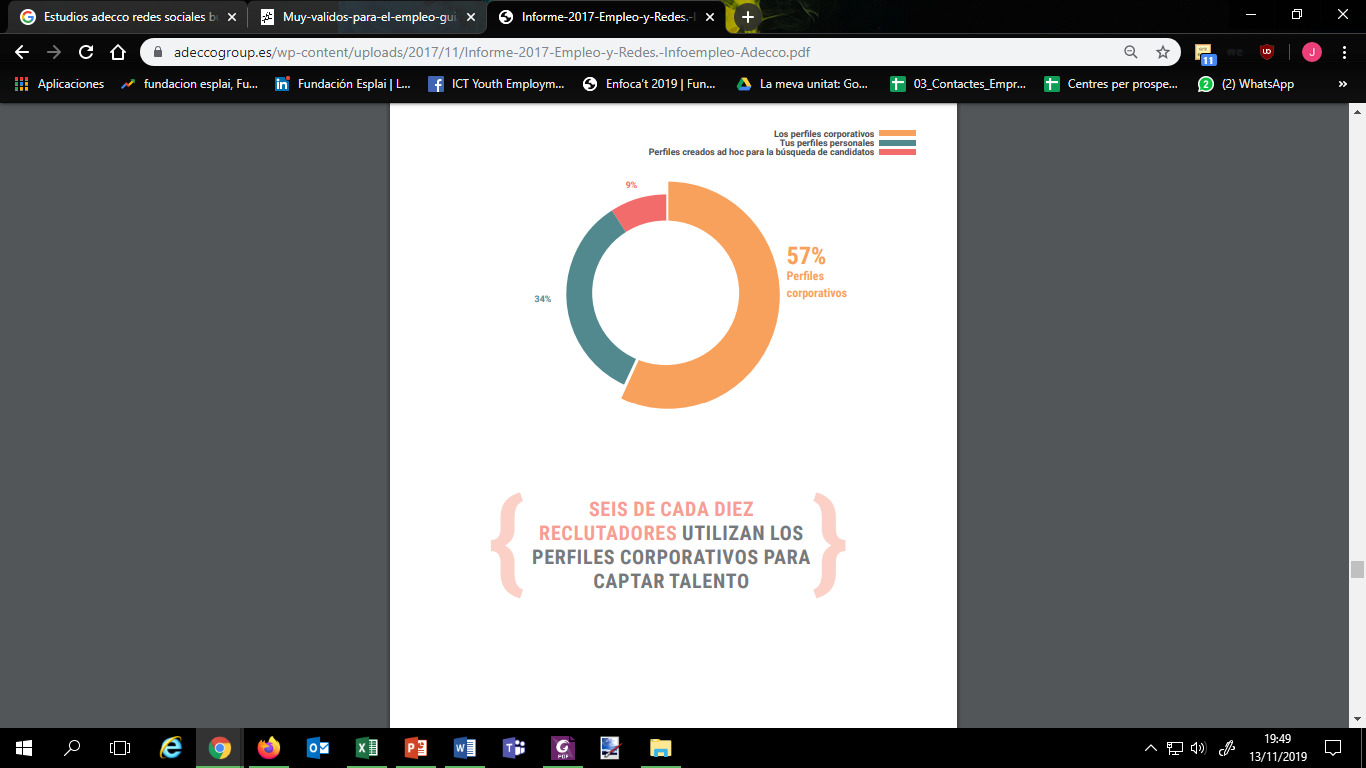 Estudios adecco redes sociales b
Muy-validos-para-el-empleo-gui
Informe-2017-Empleo-y-Redes.-I
adeccogroup.es/wp-content/uploads/2017/11/Informe-2017-Empleo-y-Redes.-Infoempleo-Adecco.pdf
11
J
Aplicaciones
fundacion esplai, Fu...
Fundación Esplai | L...
ICT Youth Employm...
Enfoca't 2019 | Fun...
La meva unitat: Go...
03_Contactes_Empr...
Centres per prospe...
(2) WhatsApp
»
Los perfiles corporativos
Tus perfiles personales
Perfiles creados ad hoc para la búsqueda de candidatos
9%
57%
Perfiles
corporativos
34%
{ SEIS DE CADA DIEZ
RECLUTADORES UTILIZAN LOS
PERFILES CORPORATIVOS PARA
CAPTAR TALENTO }
19:49
13/11/2019